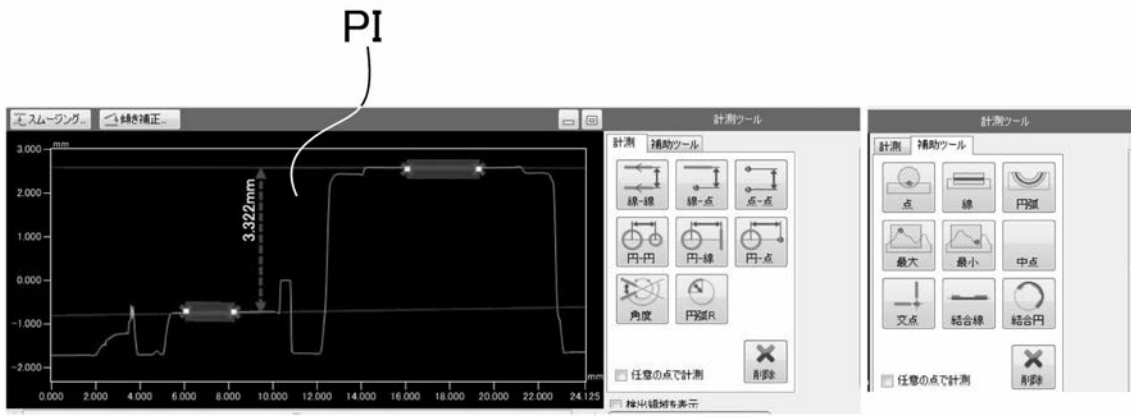 PI
スムージング... 傾き補正...
計測ツール
計測 補助ツール
mm
3.000
2.000
1.000
0.000
-1.000
-2.000
3.322mm
0.000 2.000 4.000 6.000 8.000 10.000 12.000 14.000 16.000 18.000 20.000 22.000 24.125
mm
線-線 線-点 点-点
円-円 円-線 円-点
角度 円弧R
任意の点で計測
削除
検出領域を表示
計測ツール
計測 補助ツール
点 線 円弧
最大 最小 中点
交点 結合線 結合円
任意の点で計測
削除